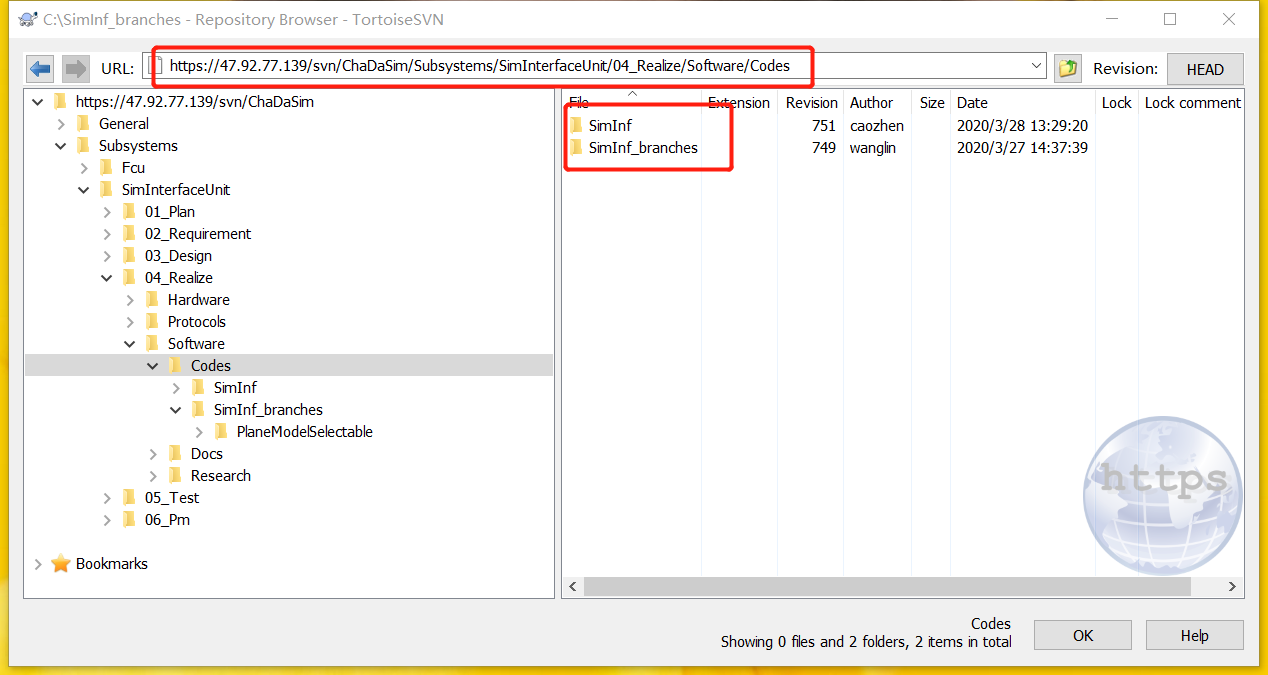 C:\SimInf_branches - Repository Browser - TortoiseSVN
URL: https://47.92.77.139/svn/ChaDaSim/Subsystems/SimInterfaceUnit/04_Realize/Software/Codes Revision: HEAD
https://47.92.77.139/svn/ChaDaSim
General
Subsystems
Fcu
SimInterfaceUnit
01_Plan
02_Requirement
03_Design
04_Realize
Hardware
Protocols
Software
Codes
SimInf
SimInf_branches
PlaneModelSelectable
Docs
Research
05_Test
06_Pm
Bookmarks
File Extension Revision Author Size Date Lock Lock comment
SimInf 751 caozhen 2020/3/28 13:29:20
SimInf_branches 749 wanglin 2020/3/27 14:37:39
https
Codes
Showing 0 files and 2 folders, 2 items in total
OK
Help